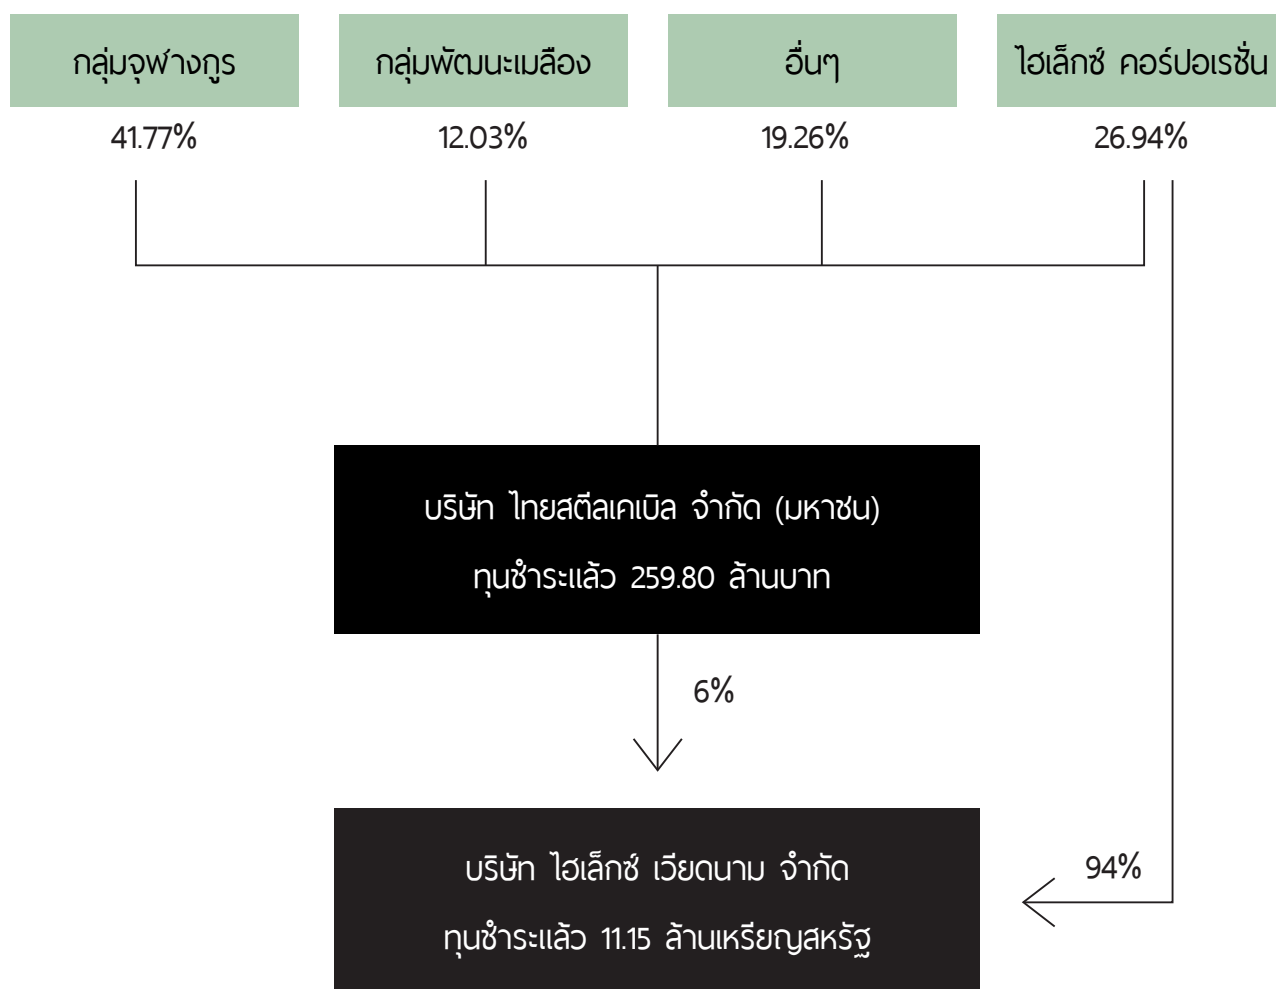 กลุ่มจุฬางกูร
กลุ่มพัฒนะเมลือง
อื่นๆ
ไฮเล็กซ์ คอร์ปอเรชั่น
41.77%
12.03%
19.26%
26.94%
บริษัท ไทยสตีลเคเบิล จำกัด (มหาชน)
ทุนชำระแล้ว 259.80 ล้านบาท
6%
บริษัท ไฮเล็กซ์ เวียดนาม จำกัด
94%
ทุนชำระแล้ว 11.15 ล้านเหรียญสหรัฐ